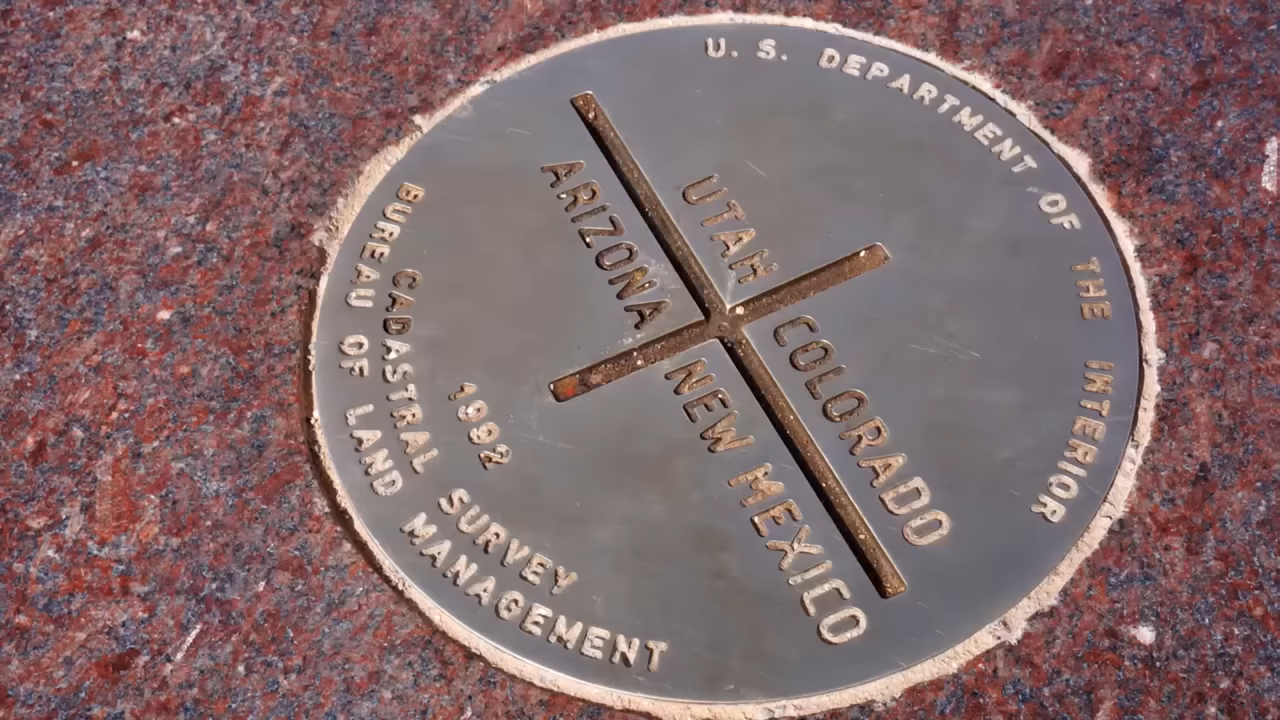 U. S. DEPARTMENT OF THE INTERIOR
UTAH COLORADO
ARIZONA NEW MEXICO
1992
CADASTRAL SURVEY
BUREAU OF LAND MANAGEMENT